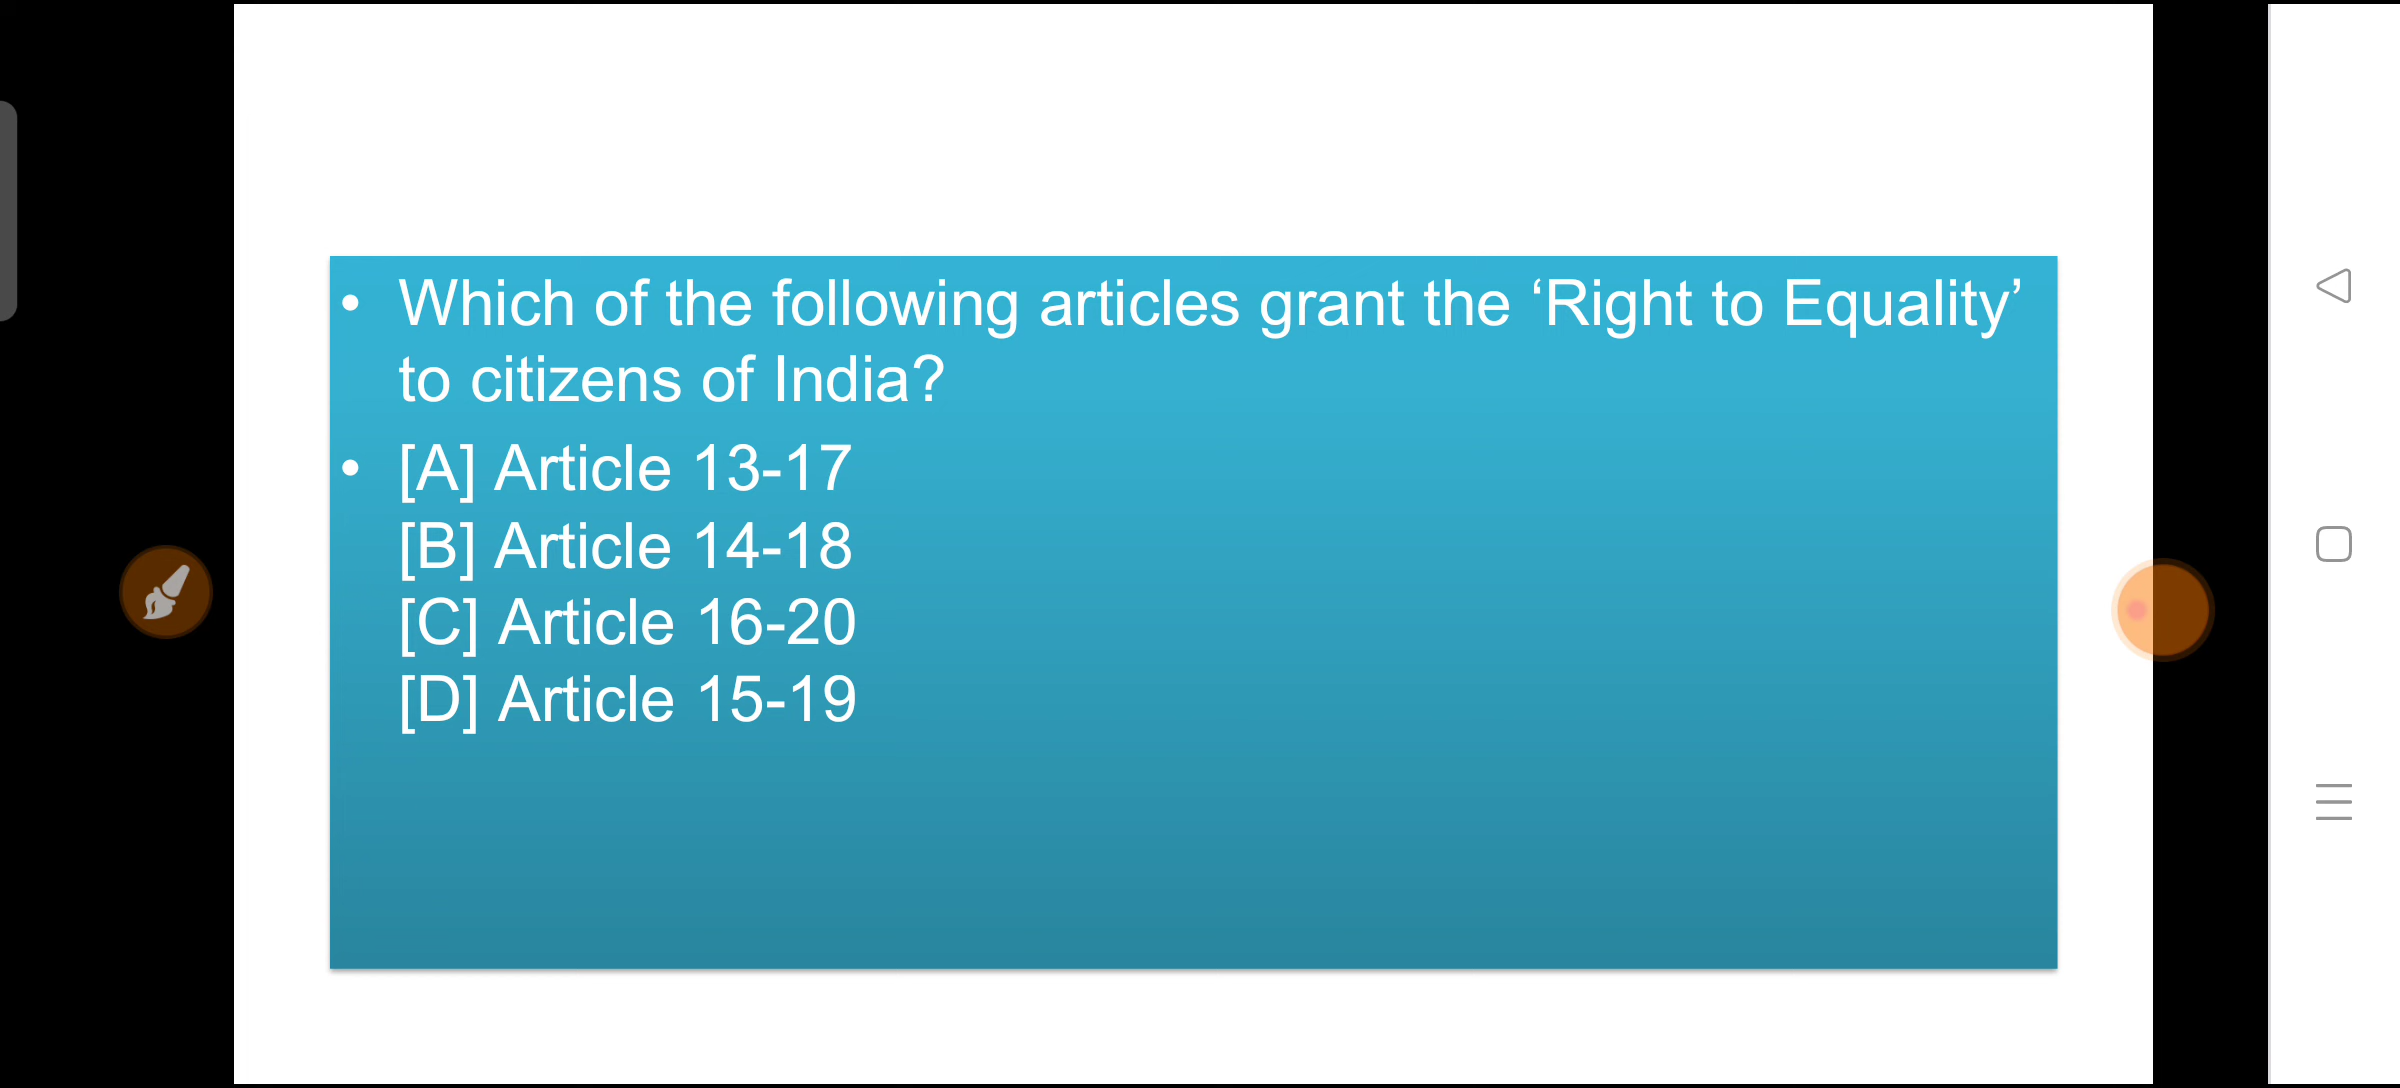 • Which of the following articles grant the ‘Right to Equality’
to citizens of India?
• [A] Article 13-17
[B] Article 14-18
[C] Article 16-20
[D] Article 15-19